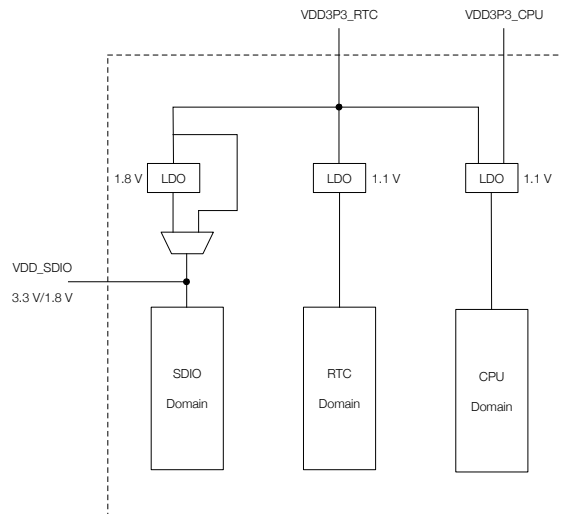 VDD3P3_RTC
VDD3P3_CPU
1.8 V
LDO
LDO
1.1 V
LDO
1.1 V
VDD_SDIO
3.3 V/1.8 V
SDIO
Domain
RTC
Domain
CPU
Domain